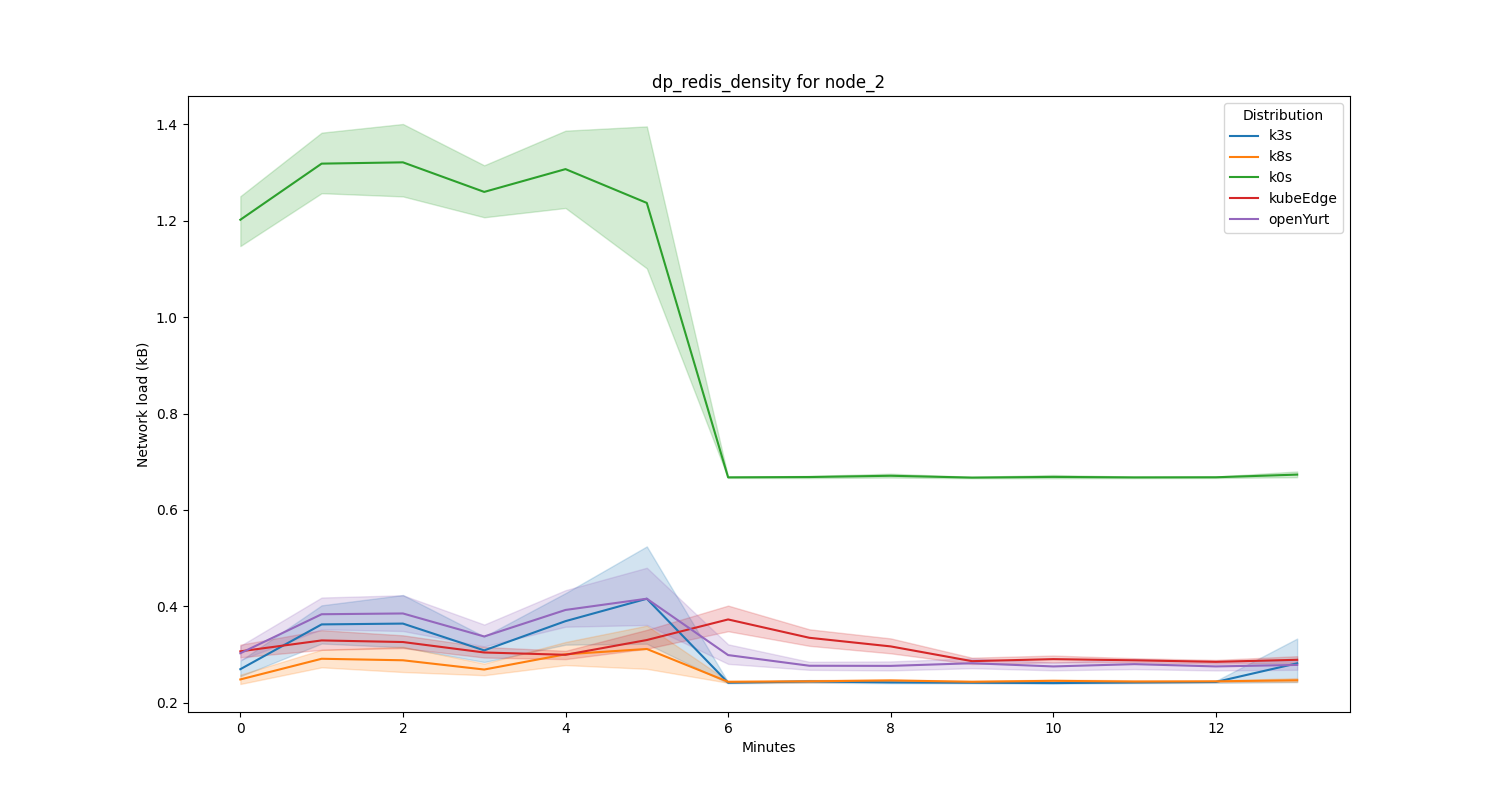 dp_redis_density for node_2
Distribution
k3s
k8s
k0s
kubeEdge
openYurt
Network load (kB)
1.4
1.2
1.0
0.8
0.6
0.4
0.2
0 2 4 6 8 10 12
Minutes